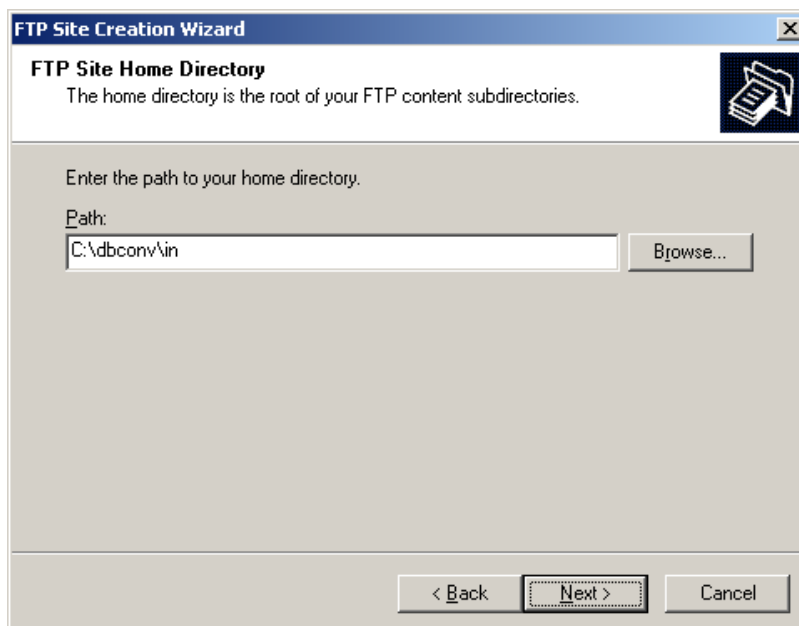 FTP Site Creation Wizard
FTP Site Home Directory
The home directory is the root of your FTP content subdirectories.
Enter the path to your home directory.
Path:
C:\dbconv\in
Browse...
< Back
Next >
Cancel